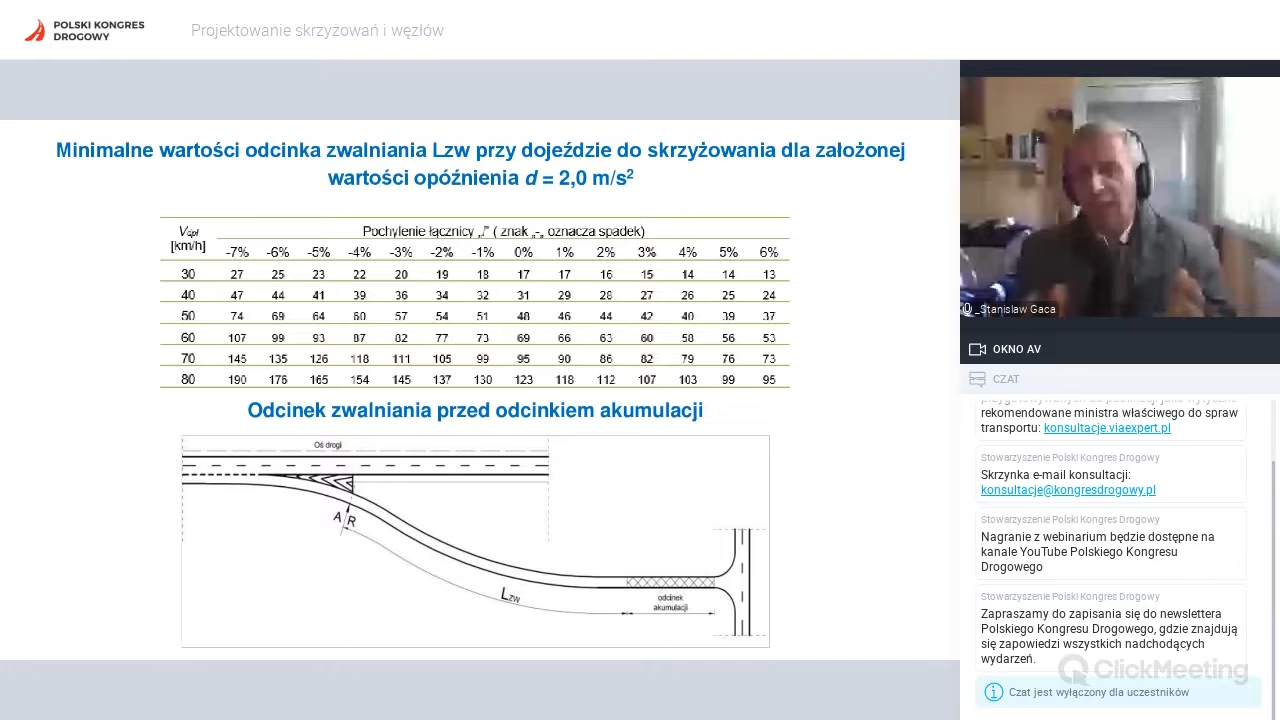 POLSKI KONGRES
DROGOWY
Projektowanie skrzyżowań i węzłów
Minimalne wartości odcinka zwalniania Lzw przy dojeździe do skrzyżowania dla założonej
wartości opóźnienia d = 2,0 m/s²
Vdpł Pochylenie łącznicy „i” ( znak „-„ oznacza spadek)
[km/h] -7% -6% -5% -4% -3% -2% -1% 0% 1% 2% 3% 4% 5% 6%
30 27 25 23 22 20 19 18 17 17 16 15 14 14 13
40 47 44 41 39 36 34 32 31 29 28 27 26 25 24
50 74 69 64 60 57 54 51 48 46 44 42 40 39 37
60 107 99 93 87 82 77 73 69 66 63 60 58 56 53
70 145 135 126 118 111 105 99 95 90 86 82 79 76 73
80 190 176 165 154 145 137 130 123 118 112 107 103 99 95
Odcinek zwalniania przed odcinkiem akumulacji
Oś drogi
A R
Lzw
odcinek
akumulacji
_Stanislaw Gaca
OKNO AV
CZAT
rekomendowane ministra właściwego do spraw
transportu: konsultacje.viaexpert.pl
Stowarzyszenie Polski Kongres Drogowy
Skrzynka e-mail konsultacji:
konsultacje@kongresdrogowy.pl
Stowarzyszenie Polski Kongres Drogowy
Nagranie z webinarium będzie dostępne na
kanale YouTube Polskiego Kongresu
Drogowego
Stowarzyszenie Polski Kongres Drogowy
Zapraszamy do zapisania się do newslettera
Polskiego Kongresu Drogowego, gdzie znajdują
się zapowiedzi wszystkich nadchodzących
wydarzeń.
ClickMeeting
Czat jest wyłączony dla uczestników